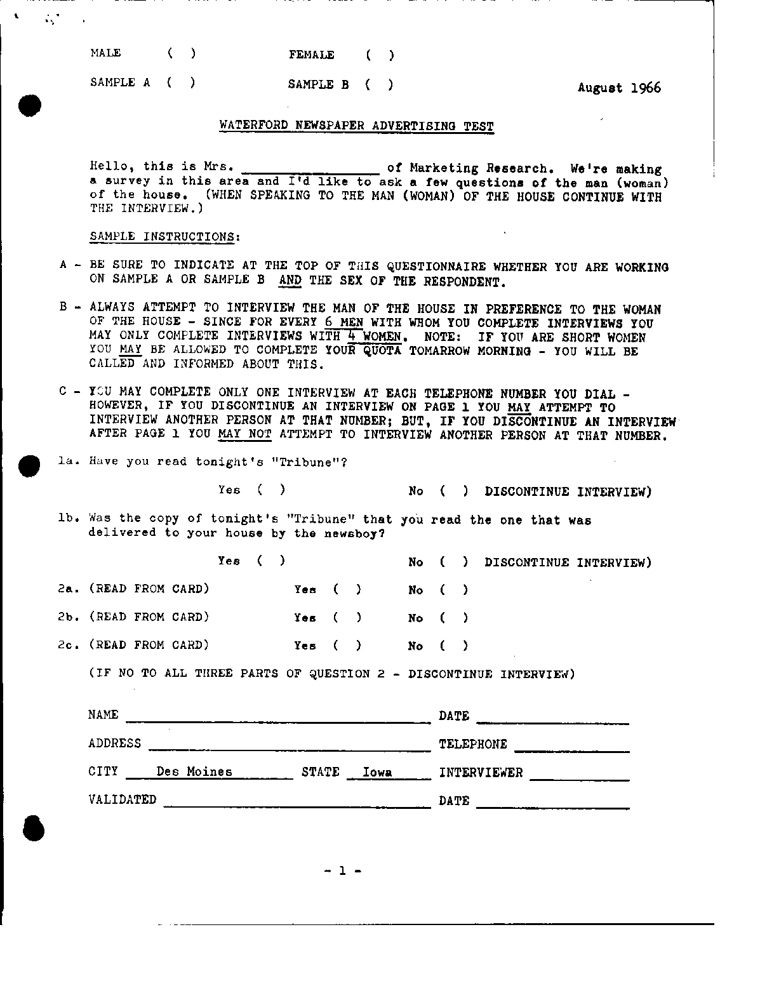 MALE ( ) FEMALE ( )
SAMPLE A ( ) SAMPLE B ( ) August 1966
WATERFORD NEWSPAPER ADVERTISING TEST
Hello, this is Mrs. __________________ of Marketing Research. We're making
a survey in this area and I'd like to ask a few questions of the man (woman)
of the house. (WHEN SPEAKING TO THE MAN (WOMAN) OF THE HOUSE CONTINUE WITH
THE INTERVIEW.)
SAMPLE INSTRUCTIONS:
A - BE SURE TO INDICATE AT THE TOP OF THIS QUESTIONNAIRE WHETHER YOU ARE WORKING
ON SAMPLE A OR SAMPLE B AND THE SEX OF THE RESPONDENT.
B - ALWAYS ATTEMPT TO INTERVIEW THE MAN OF THE HOUSE IN PREFERENCE TO THE WOMAN
OF THE HOUSE - SINCE FOR EVERY 6 MEN WITH WHOM YOU COMPLETE INTERVIEWS YOU
MAY ONLY COMPLETE INTERVIEWS WITH 4 WOMEN. NOTE: IF YOU ARE SHORT WOMEN
YOU MAY BE ALLOWED TO COMPLETE YOUR QUOTA TOMARROW MORNING - YOU WILL BE
CALLED AND INFORMED ABOUT THIS.
C - YOU MAY COMPLETE ONLY ONE INTERVIEW AT EACH TELEPHONE NUMBER YOU DIAL -
HOWEVER, IF YOU DISCONTINUE AN INTERVIEW ON PAGE 1 YOU MAY ATTEMPT TO
INTERVIEW ANOTHER PERSON AT THAT NUMBER; BUT, IF YOU DISCONTINUE AN INTERVIEW
AFTER PAGE 1 YOU MAY NOT ATTEMPT TO INTERVIEW ANOTHER PERSON AT THAT NUMBER.
1a. Have you read tonight's "Tribune"?
Yes ( ) No ( ) DISCONTINUE INTERVIEW)
1b. Was the copy of tonight's "Tribune" that you read the one that was
delivered to your house by the newsboy?
Yes ( ) No ( ) DISCONTINUE INTERVIEW)
2a. (READ FROM CARD) Yes ( ) No ( )
2b. (READ FROM CARD) Yes ( ) No ( )
2c. (READ FROM CARD) Yes ( ) No ( )
(IF NO TO ALL THREE PARTS OF QUESTION 2 - DISCONTINUE INTERVIEW)
NAME ______ DATE ______
ADDRESS ______ TELEPHONE ______
CITY Des Moines STATE Iowa INTERVIEWER ______
VALIDATED ______ DATE ______
- 1 -